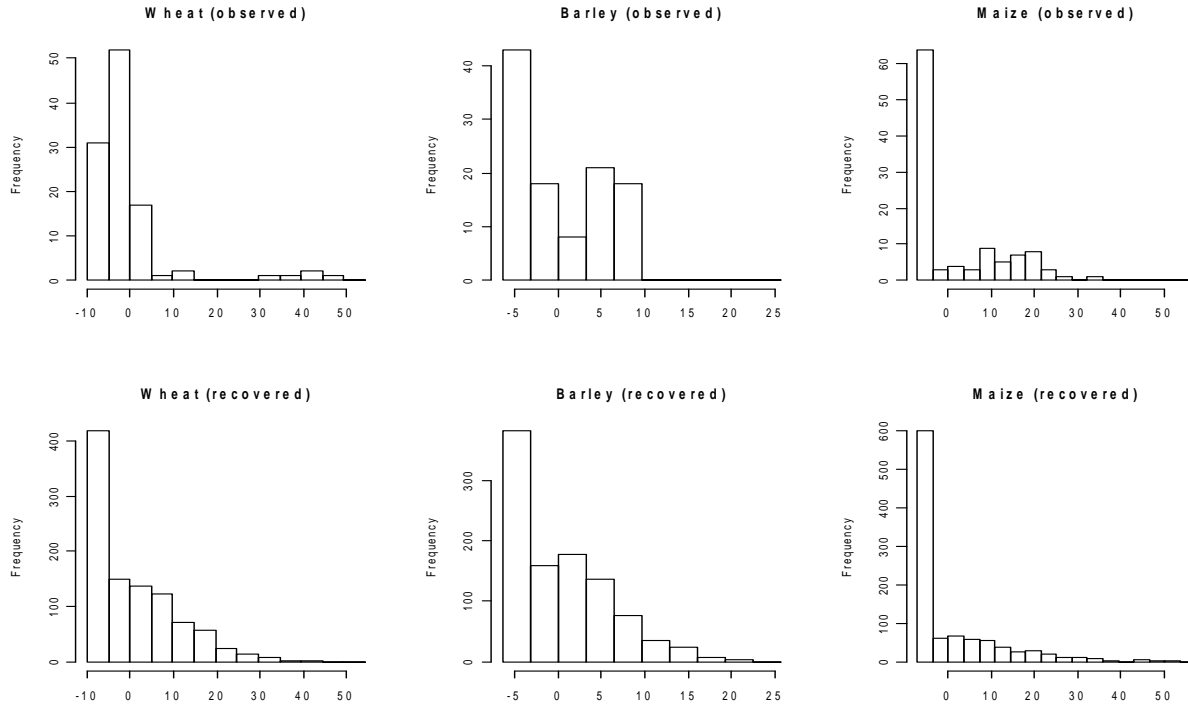 Wheat (observed)
Barley (observed)
Maize (observed)
Frequency
0 10 20 30 40 50
-10 0 10 20 30 40 50
Frequency
0 10 20 30 40
-5 0 5 10 15 20 25
Frequency
0 10 20 30 40 50 60
0 10 20 30 40 50
Wheat (recovered)
Barley (recovered)
Maize (recovered)
Frequency
0 100 200 300 400
-10 0 10 20 30 40 50
Frequency
0 100 200 300
-5 0 5 10 15 20 25
Frequency
0 100 200 300 400 500 600
0 10 20 30 40 50